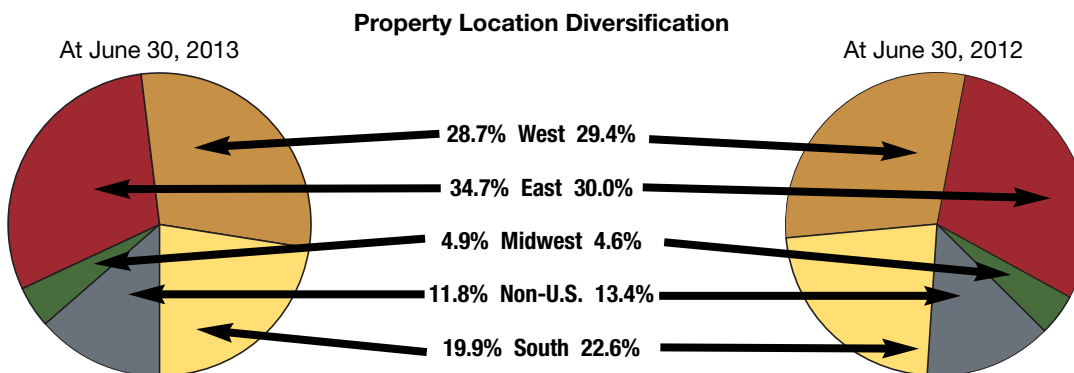 Property Location Diversification
At June 30, 2013
At June 30, 2012
28.7% West 29.4%
34.7% East 30.0%
4.9% Midwest 4.6%
11.8% Non-U.S. 13.4%
19.9% South 22.6%